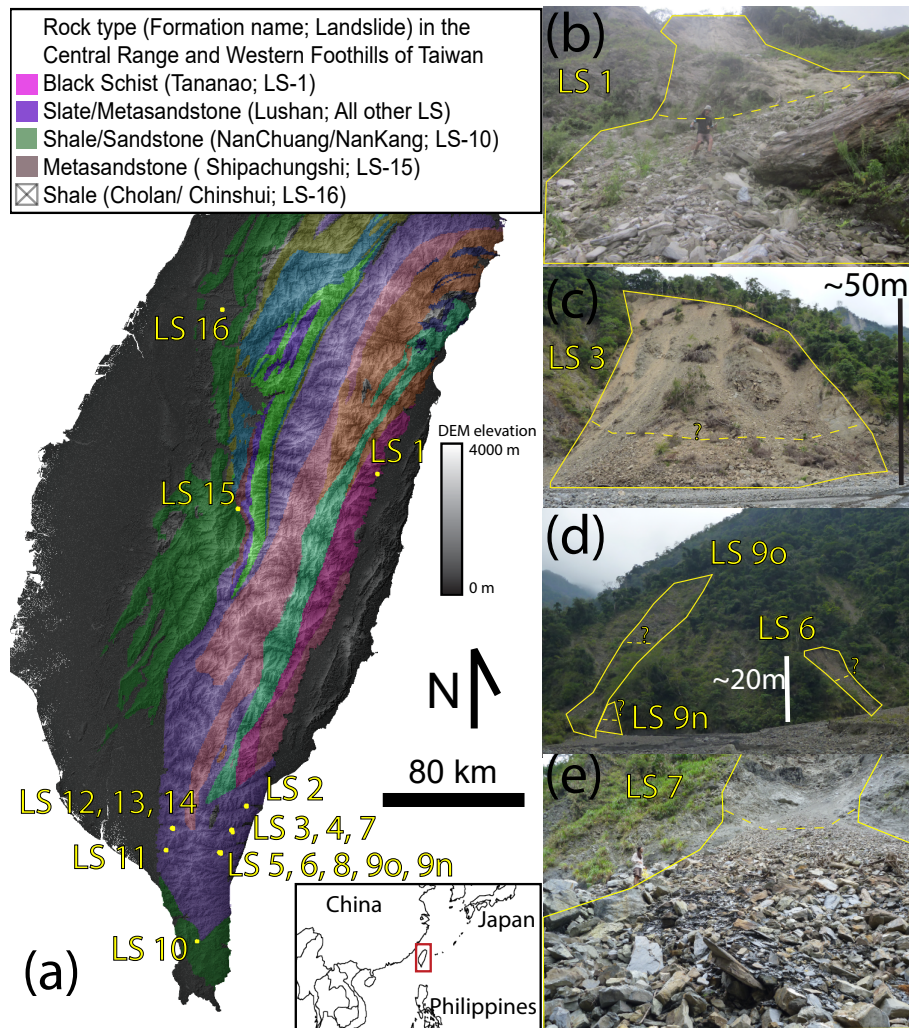 Rock type (Formation name; Landslide) in the
Central Range and Western Foothills of Taiwan
Black Schist (Tananao; LS-1)
Slate/Metasandstone (Lushan; All other LS)
Shale/Sandstone (NanChuang/NanKang; LS-10)
Metasandstone ( Shipachungshi; LS-15)
Shale (Cholan/ Chinshui; LS-16)
LS 16
LS 15
LS 1
DEM elevation
4000 m
0 m
N
80 km
LS 12, 13, 14
LS 2
LS 3, 4, 7
LS 11
LS 5, 6, 8, 9o, 9n
LS 10
(a)
China
Japan
Philippines
(b)
LS 1
(c)
~50m
LS 3
?
(d)
LS 9o
LS 6
?
?
~20m
?
LS 9n
(e)
LS 7